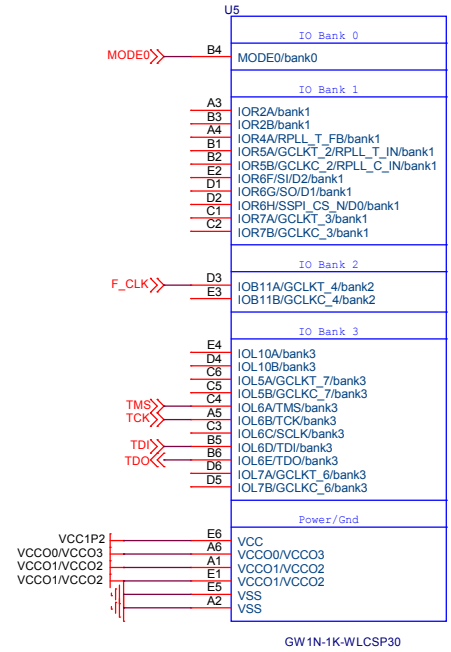 U5
IO Bank 0
MODE0 B4 MODE0/bank0
IO Bank 1
A3 IOR2A/bank1
B3 IOR2B/bank1
A4 IOR4A/RPLL_T_FB/bank1
B1 IOR5A/GCLKT_2/RPLL_T_IN/bank1
B2 IOR5B/GCLKC_2/RPLL_C_IN/bank1
E2 IOR6F/SI/D2/bank1
D1 IOR6G/SO/D1/bank1
D2 IOR6H/SSPI_CS_N/D0/bank1
C1 IOR7A/GCLKT_3/bank1
C2 IOR7B/GCLKC_3/bank1
IO Bank 2
F_CLK D3 IOB11A/GCLKT_4/bank2
E3 IOB11B/GCLKC_4/bank2
IO Bank 3
E4 IOL10A/bank3
D4 IOL10B/bank3
C6 IOL5A/GCLKT_7/bank3
C5 IOL5B/GCLKC_7/bank3
TMS C4 IOL6A/TMS/bank3
TCK A5 IOL6B/TCK/bank3
C3 IOL6C/SCLK/bank3
TDI B5 IOL6D/TDI/bank3
TDO B6 IOL6E/TDO/bank3
D6 IOL7A/GCLKT_6/bank3
D5 IOL7B/GCLKC_6/bank3
Power/Gnd
VCC1P2 E6 VCC
VCCO0/VCCO3 A6 VCCO0/VCCO3
VCCO1/VCCO2 A1 VCCO1/VCCO2
VCCO1/VCCO2 E1 VCCO1/VCCO2
E5 VSS
A2 VSS
GW1N-1K-WLCSP30